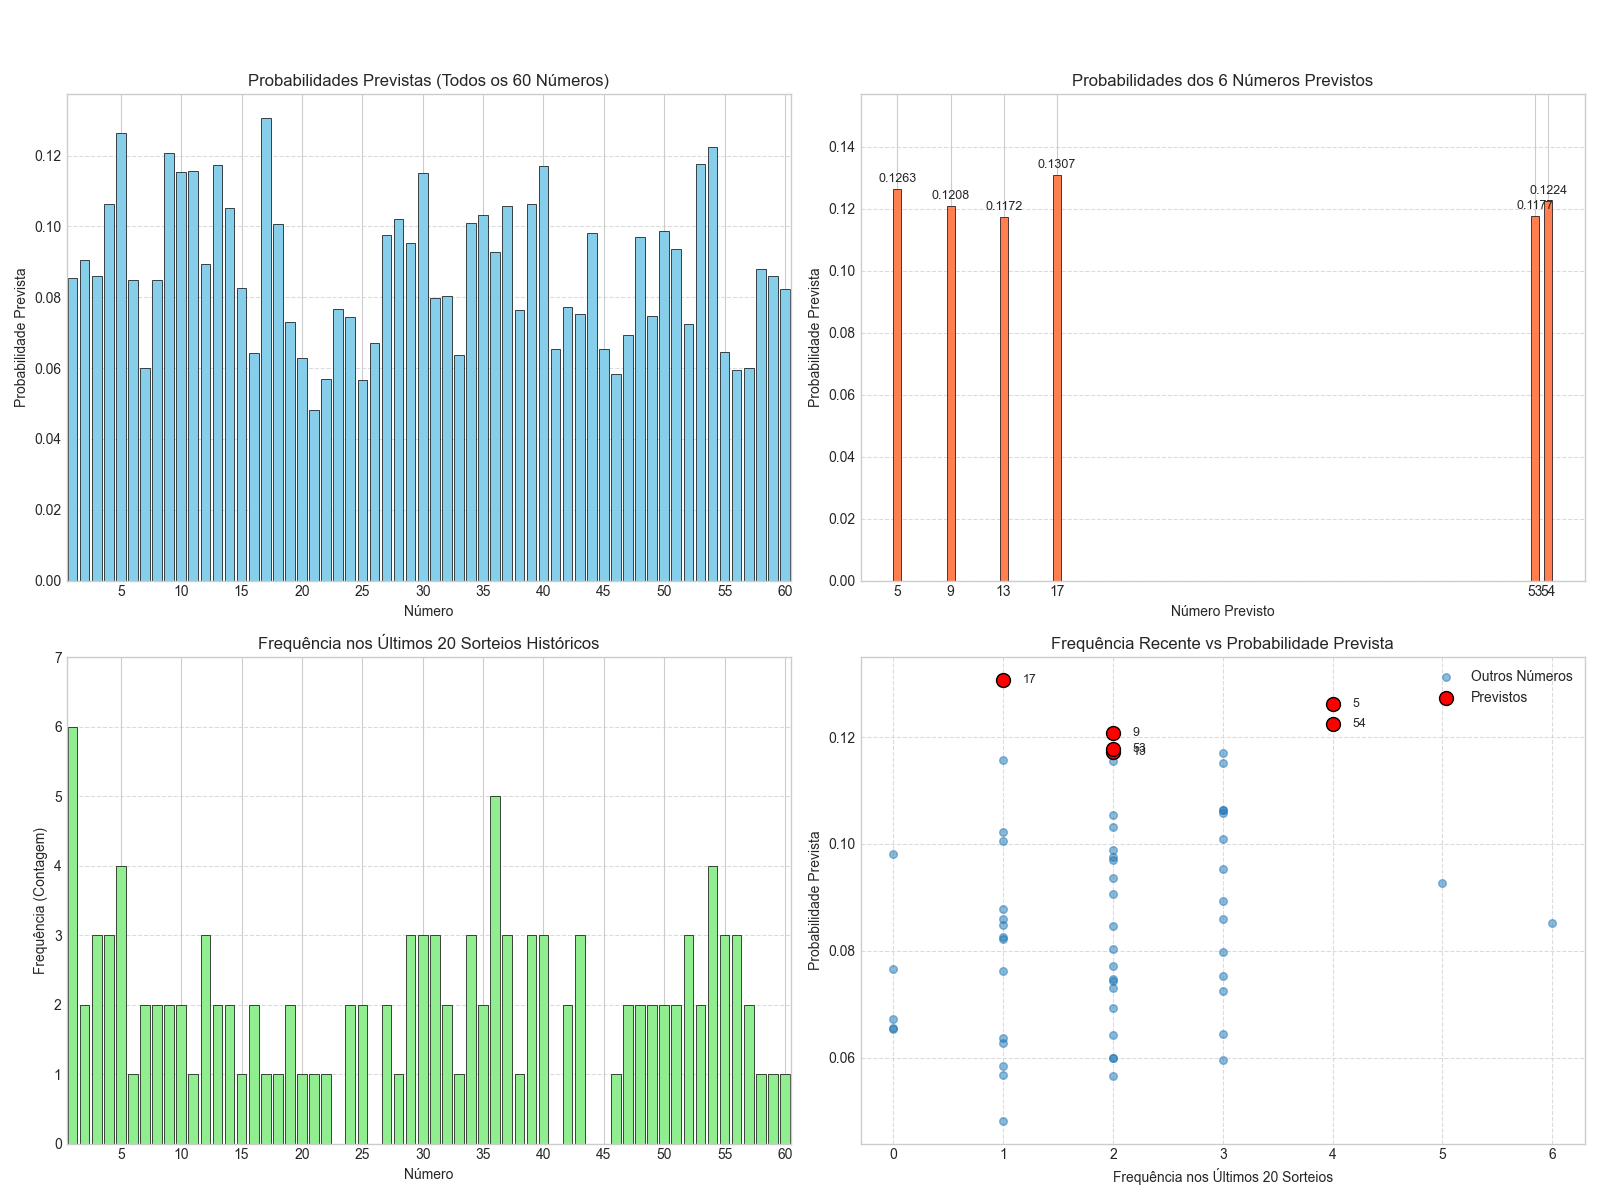 Probabilidades Previstas (Todos os 60 Números)
Probabilidade Prevista
0.12
0.10
0.08
0.06
0.04
0.02
0.00
5 10 15 20 25 30 35 40 45 50 55 60
Número
Probabilidades dos 6 Números Previstos
Probabilidade Prevista
0.14
0.12
0.10
0.08
0.06
0.04
0.02
0.00
0.1263
0.1208
0.1172
0.1307
0.1177
0.1224
5 9 13 17 53 54
Número Previsto
Frequência nos Últimos 20 Sorteios Históricos
Frequência (Contagem)
7
6
5
4
3
2
1
0
5 10 15 20 25 30 35 40 45 50 55 60
Número
Frequência Recente vs Probabilidade Prevista
Probabilidade Prevista
0.12
0.10
0.08
0.06
Outros Números
Previstos
17
5
54
9
53
13
0 1 2 3 4 5 6
Frequência nos Últimos 20 Sorteios